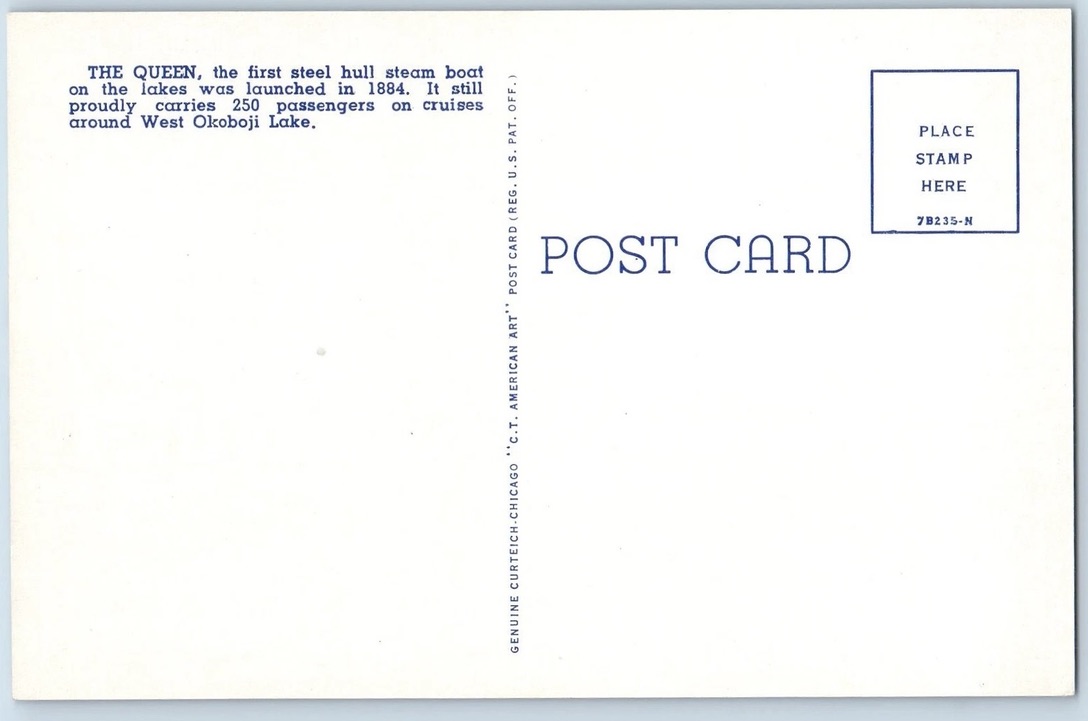 THE QUEEN, the first steel hull steam boat
on the lakes was launched in 1884. It still
proudly carries 250 passengers on cruises
around West Okoboji Lake.
GENUINE CURTEICH-CHICAGO "C.T. AMERICAN ART" POST CARD (REG. U.S. PAT. OFF.)
POST CARD
PLACE
STAMP
HERE
7B235-N